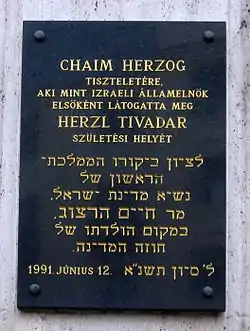 CHAIM HERZOG
TISZTELETÉRE,
AKI MINT IZRAELI ÁLLAMELNÖK
ELSÖKÉNT LÁTOGATTA MEG
HERZL TIVADAR
SZÜLETÉSI HELYÉT
לציון ביקורו הממלכתי
הראשון של
נשיא מדינת ישראל,
מר חיים הרצוג,
במקום הולדתו של
חוזה המדינה.
1991. JÚNIUS 12. ל' סיון תשנ"א